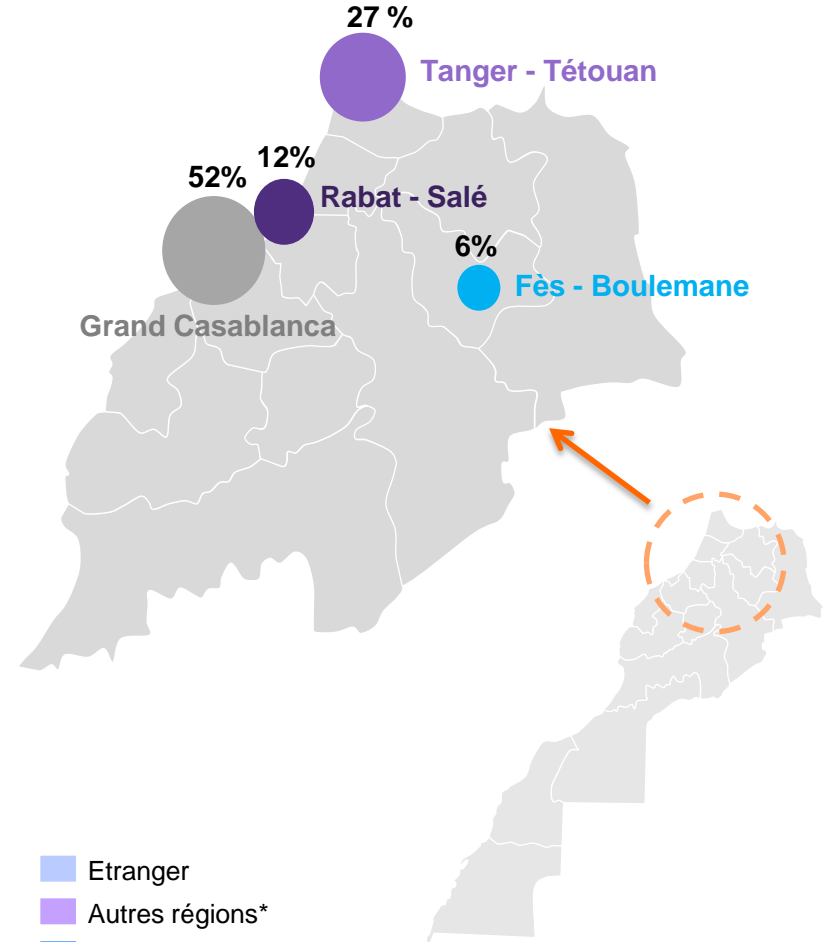 27 %
Tanger - Tétouan
12%
52%
Rabat - Salé
6%
Fès - Boulemane
Grand Casablanca
Etranger
Autres régions*